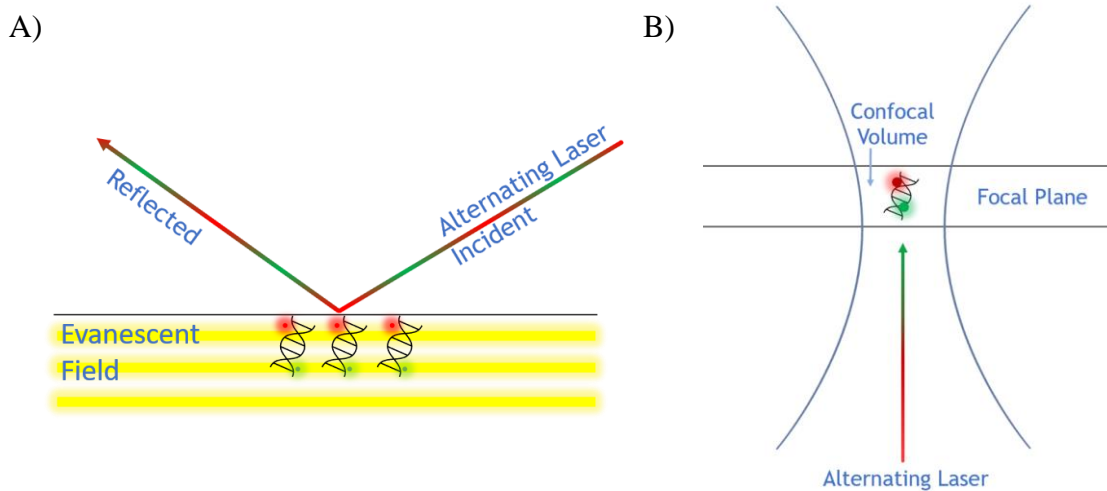 A)
Reflected
Alternating Laser
Incident
Evanescent
Field
B)
Confocal
Volume
Focal Plane
Alternating Laser